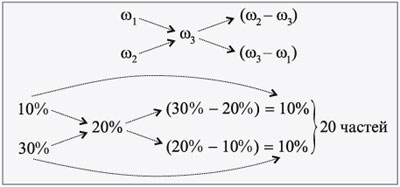 ω₁ (ω₂ – ω₃)
ω₃
ω₂ (ω₃ – ω₁)
10% (30% – 20%) = 10%
20% 20 частей
30% (20% – 10%) = 10%